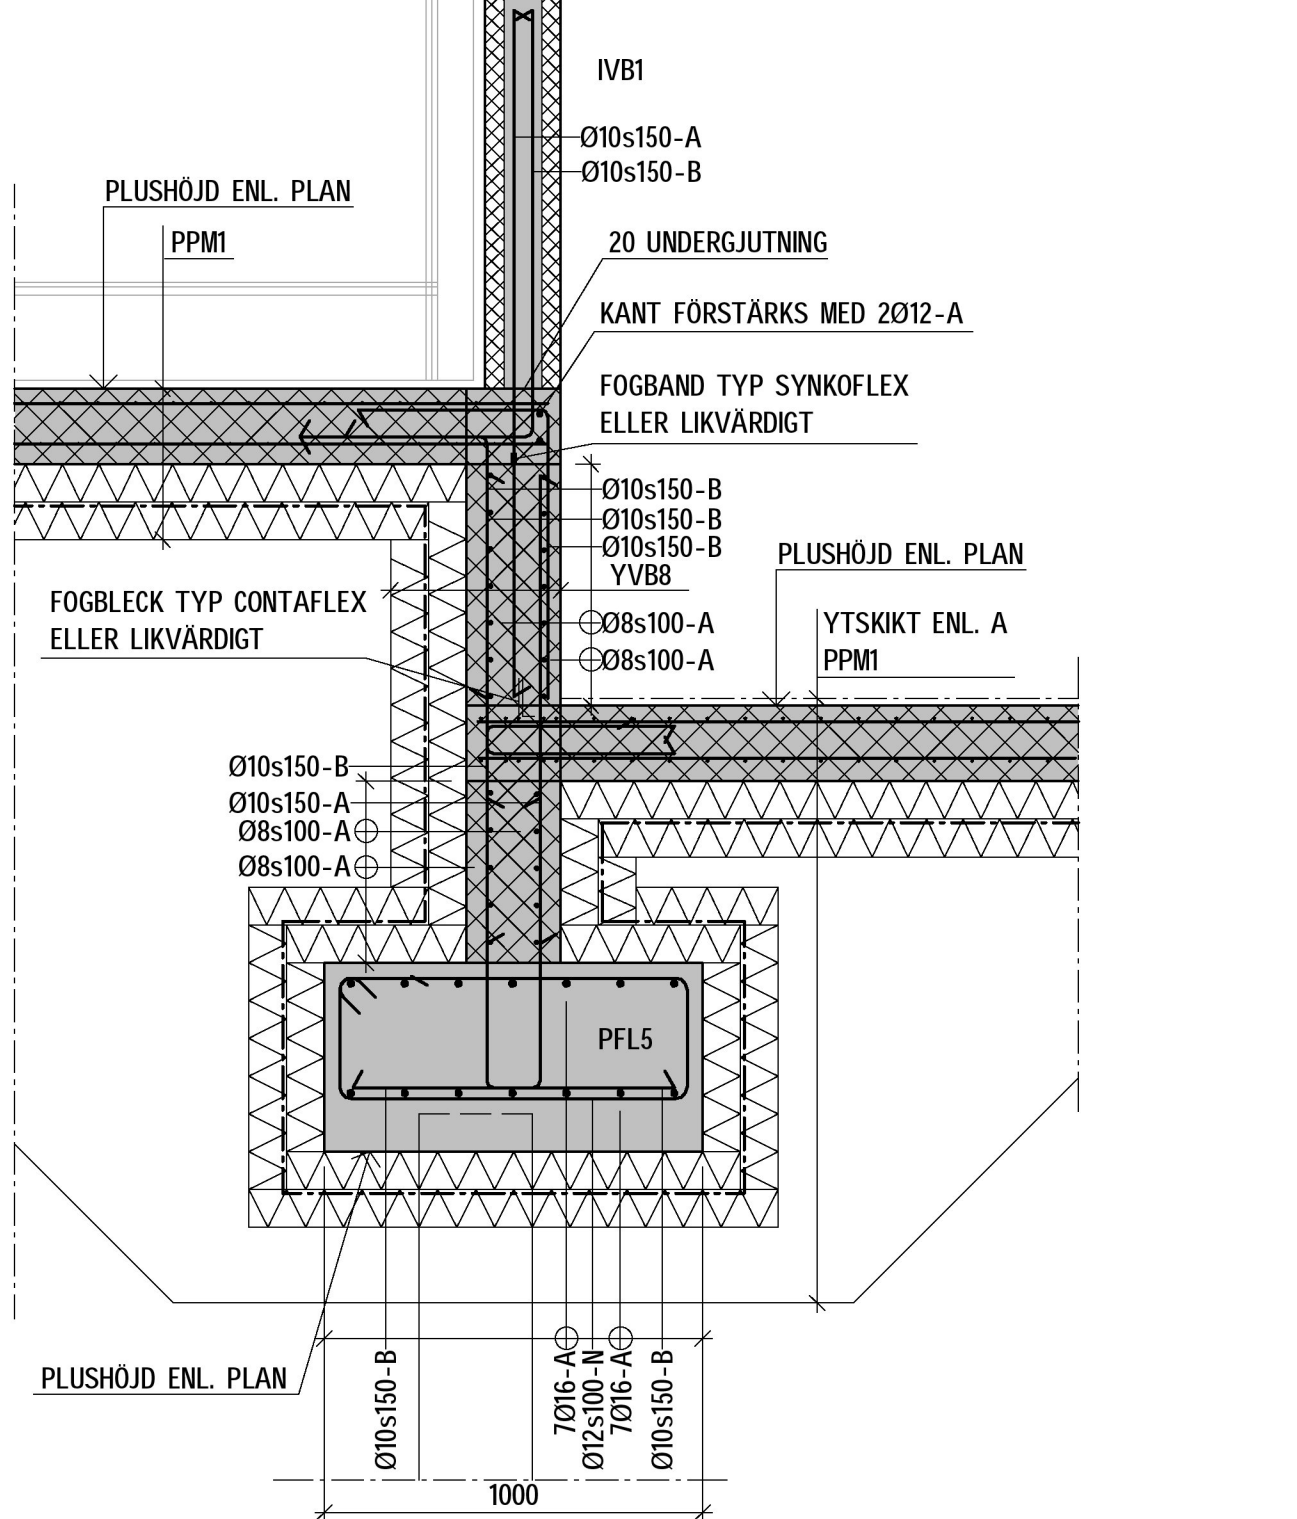 IVB1
Ø10s150-A
Ø10s150-B
PLUSHÖJD ENL. PLAN
PPM1
20 UNDERGJUTNING
KANT FÖRSTÄRKS MED 2Ø12-A
FOGBAND TYP SYNKOFLEX
ELLER LIKVÄRDIGT
Ø10s150-B
Ø10s150-B
Ø10s150-B
YVB8
PLUSHÖJD ENL. PLAN
FOGBLECK TYP CONTAFLEX
ELLER LIKVÄRDIGT
Ø8s100-A
Ø8s100-A
YTSKIKT ENL. A
PPM1
Ø10s150-B
Ø10s150-A
Ø8s100-A
Ø8s100-A
PFL5
PLUSHÖJD ENL. PLAN
Ø10s150-B
7Ø16-A
Ø12s100-N
7Ø16-A
Ø10s150-B
1000